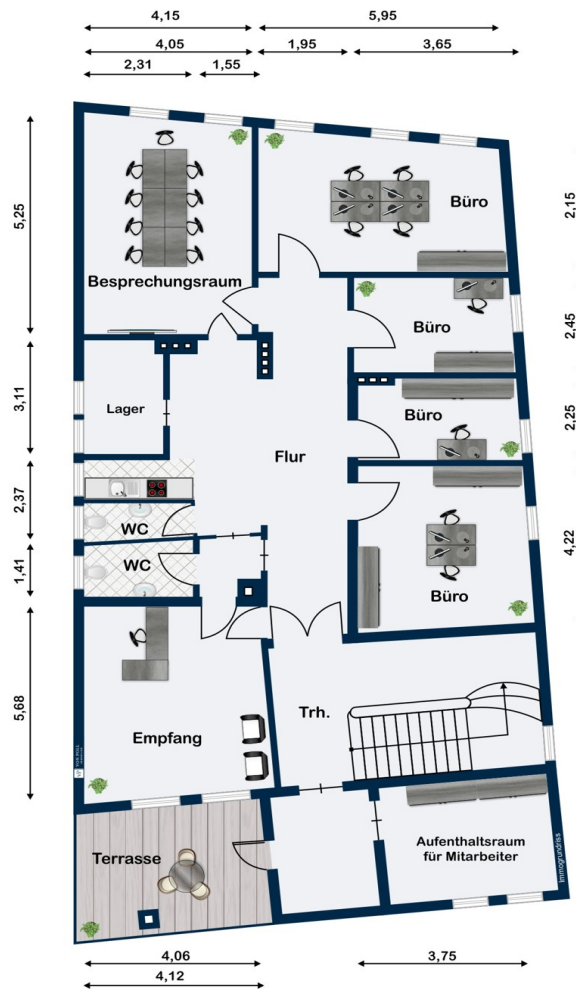 4,15
5,95
4,05
1,95
3,65
2,31
1,55
5,25
2,15
Büro
Besprechungsraum
Büro
2,45
3,11
Lager
Büro
2,25
Flur
2,37
WC
4,22
1,41
WC
Büro
5,68
Empfang
Trh.
Terrasse
Aufenthaltsraum
für Mitarbeiter
Immogrundriss
4,06
3,75
4,12